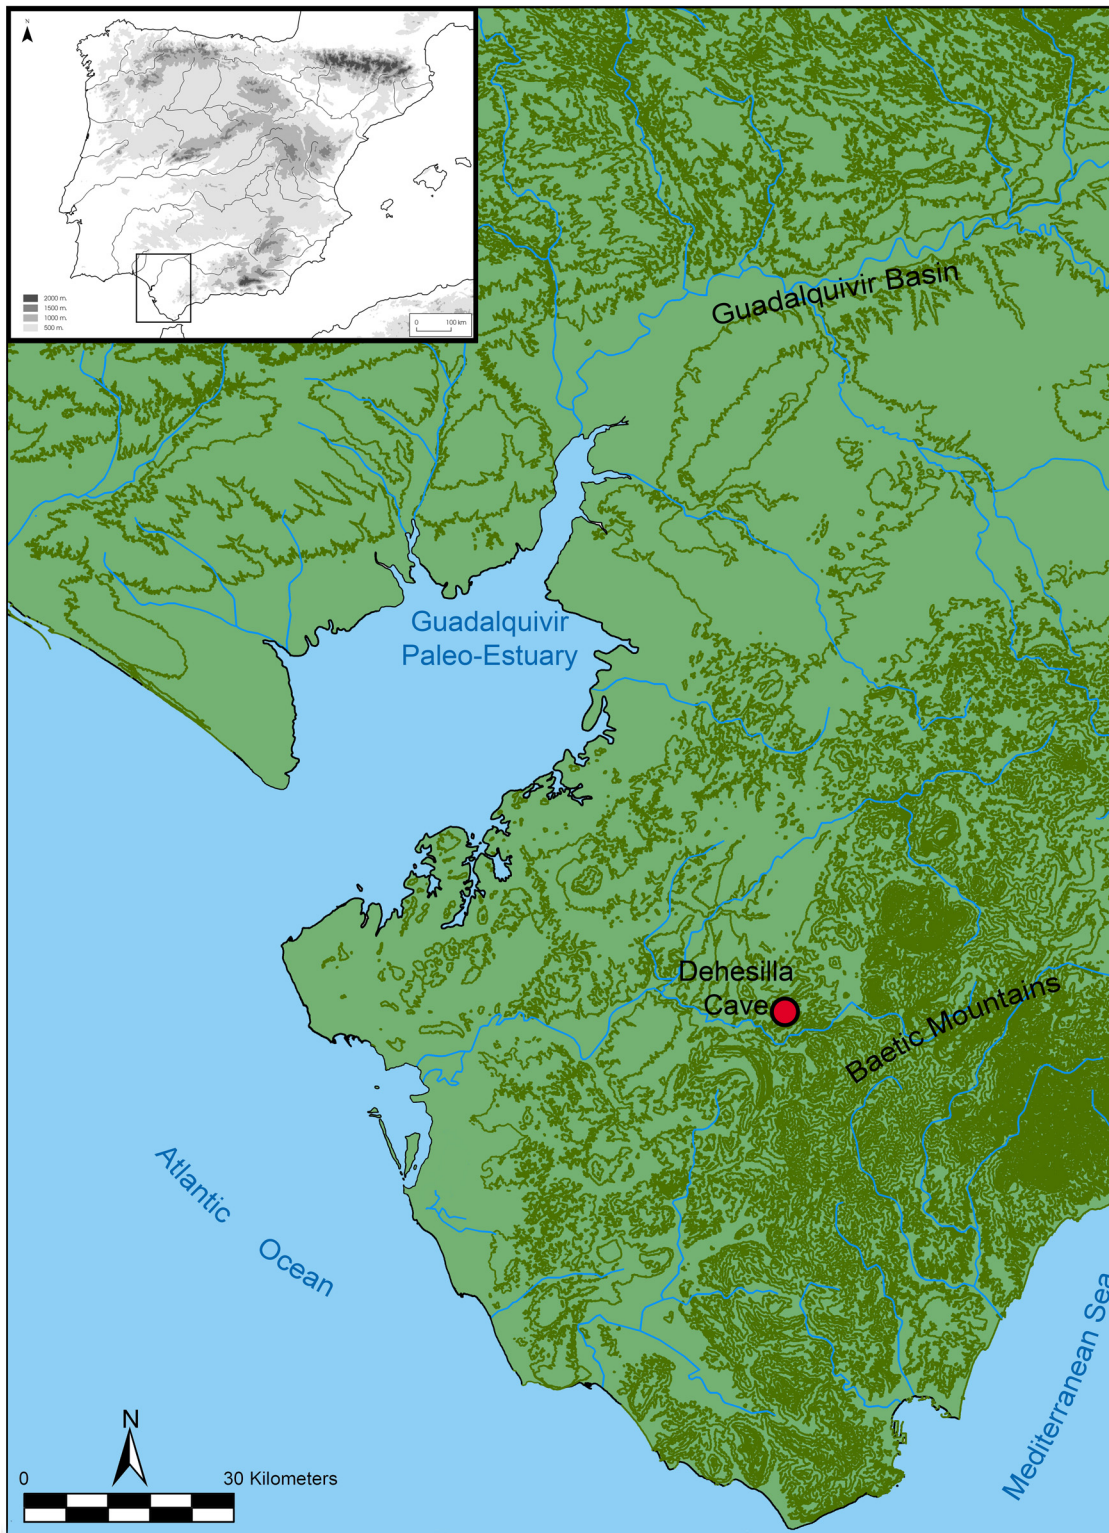 N
2000 m.
1500 m.
1000 m.
500 m.
0 100 km
Guadalquivir Basin
Guadalquivir
Paleo-Estuary
Dehesilla
Cave
Baetic Mountains
Atlantic Ocean
Mediterranean Sea
N
0 30 Kilometers